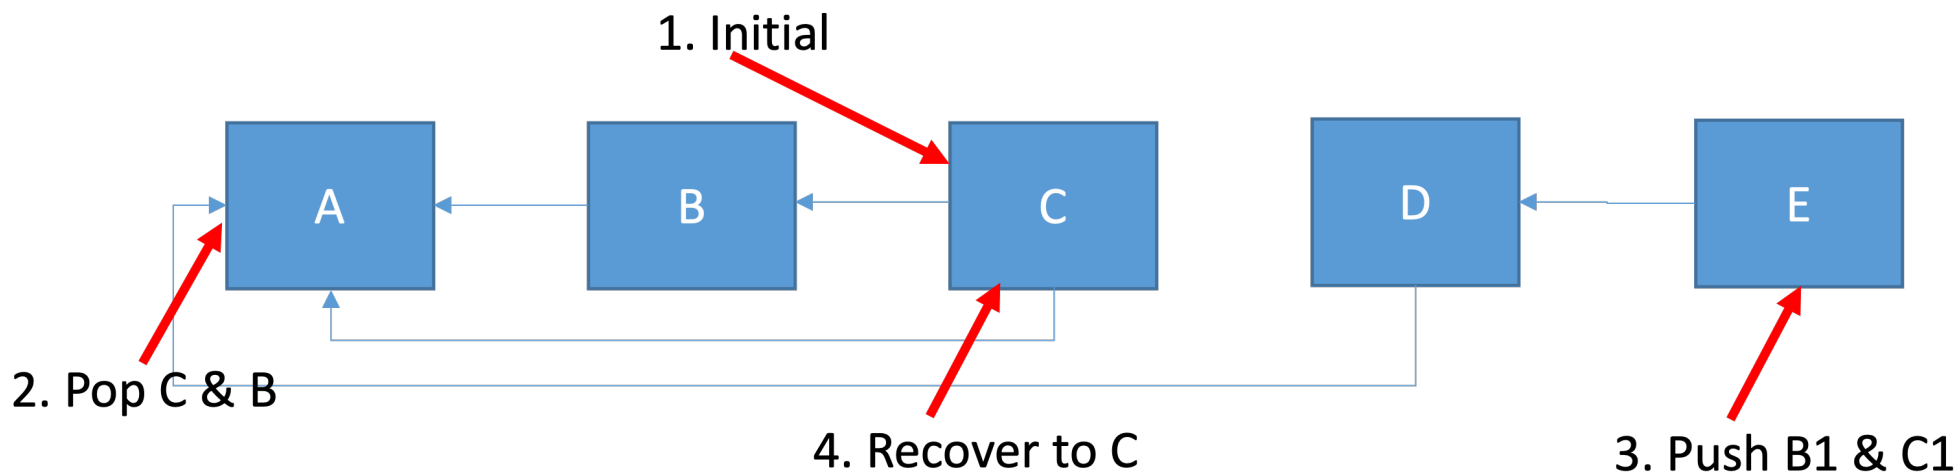 1. Initial
A
B
C
D
E
2. Pop C & B
4. Recover to C
3. Push B1 & C1